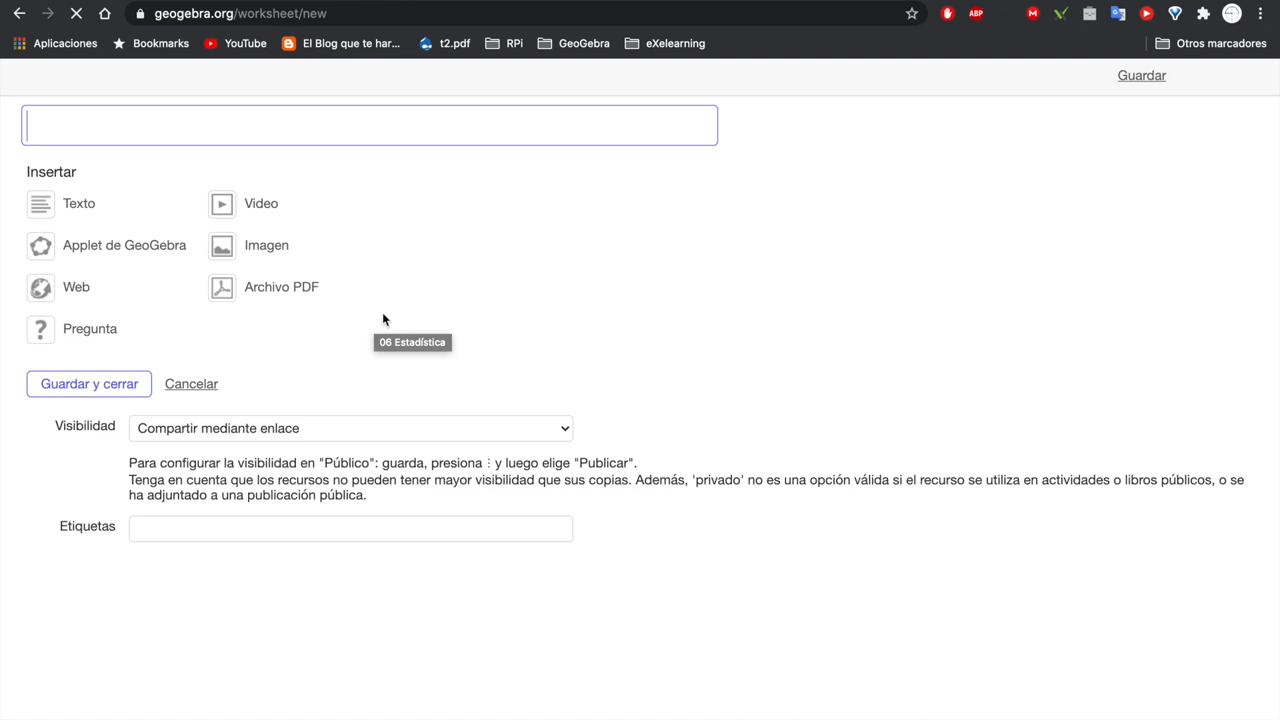 geogebra.org/worksheet/new
ABP
Aplicaciones Bookmarks YouTube El Blog que te har... t2.pdf RPi GeoGebra eXelearning Otros marcadores
Guardar
Insertar
Texto Video
Applet de GeoGebra Imagen
Web Archivo PDF
Pregunta
06 Estadística
Guardar y cerrar Cancelar
Visibilidad Compartir mediante enlace
Para configurar la visibilidad en "Público": guarda, presiona ⋮ y luego elige "Publicar".
Tenga en cuenta que los recursos no pueden tener mayor visibilidad que sus copias. Además, 'privado' no es una opción válida si el recurso se utiliza en actividades o libros públicos, o se
ha adjuntado a una publicación pública.
Etiquetas